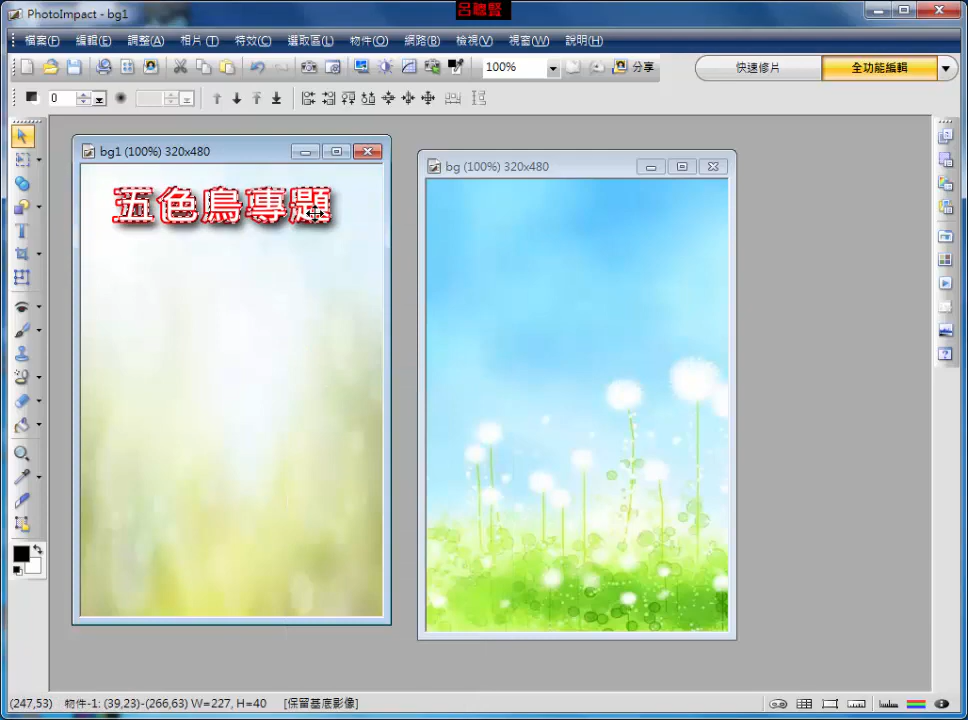 呂聰賢
PhotoImpact - bg1
檔案(F) 編輯(E) 調整(A) 相片(T) 特效(C) 選取區(L) 物件(O) 網路(B) 檢視(V) 視窗(W) 說明(H)
100% 分享 快速修片 全功能編輯
0
bg1 (100%) 320x480
bg (100%) 320x480
五色鳥專題
(247,53) 物件-1: (39,23)-(266,63) W=227, H=40 [保留基底影像]